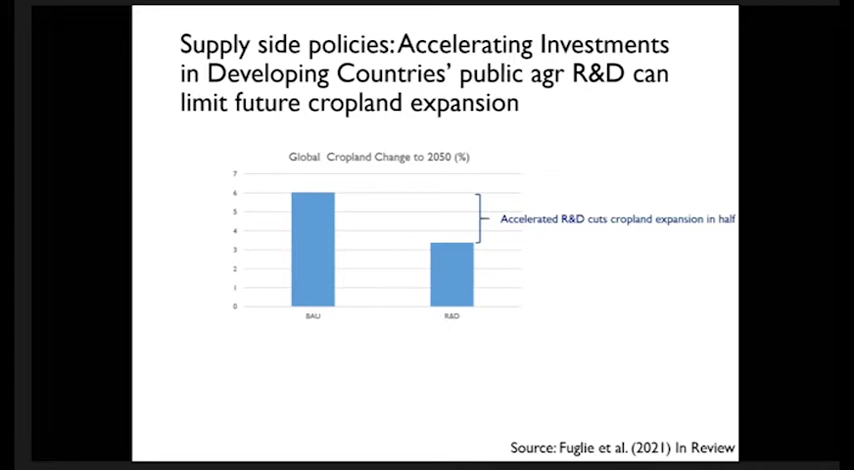 Supply side policies: Accelerating Investments
in Developing Countries' public agr R&D can
limit future cropland expansion
Global Cropland Change to 2050 (%)
7
6
5
4
3
2
1
0
Accelerated R&D cuts cropland expansion in half
BAU
R&D
Source: Fuglie et al. (2021) In Review